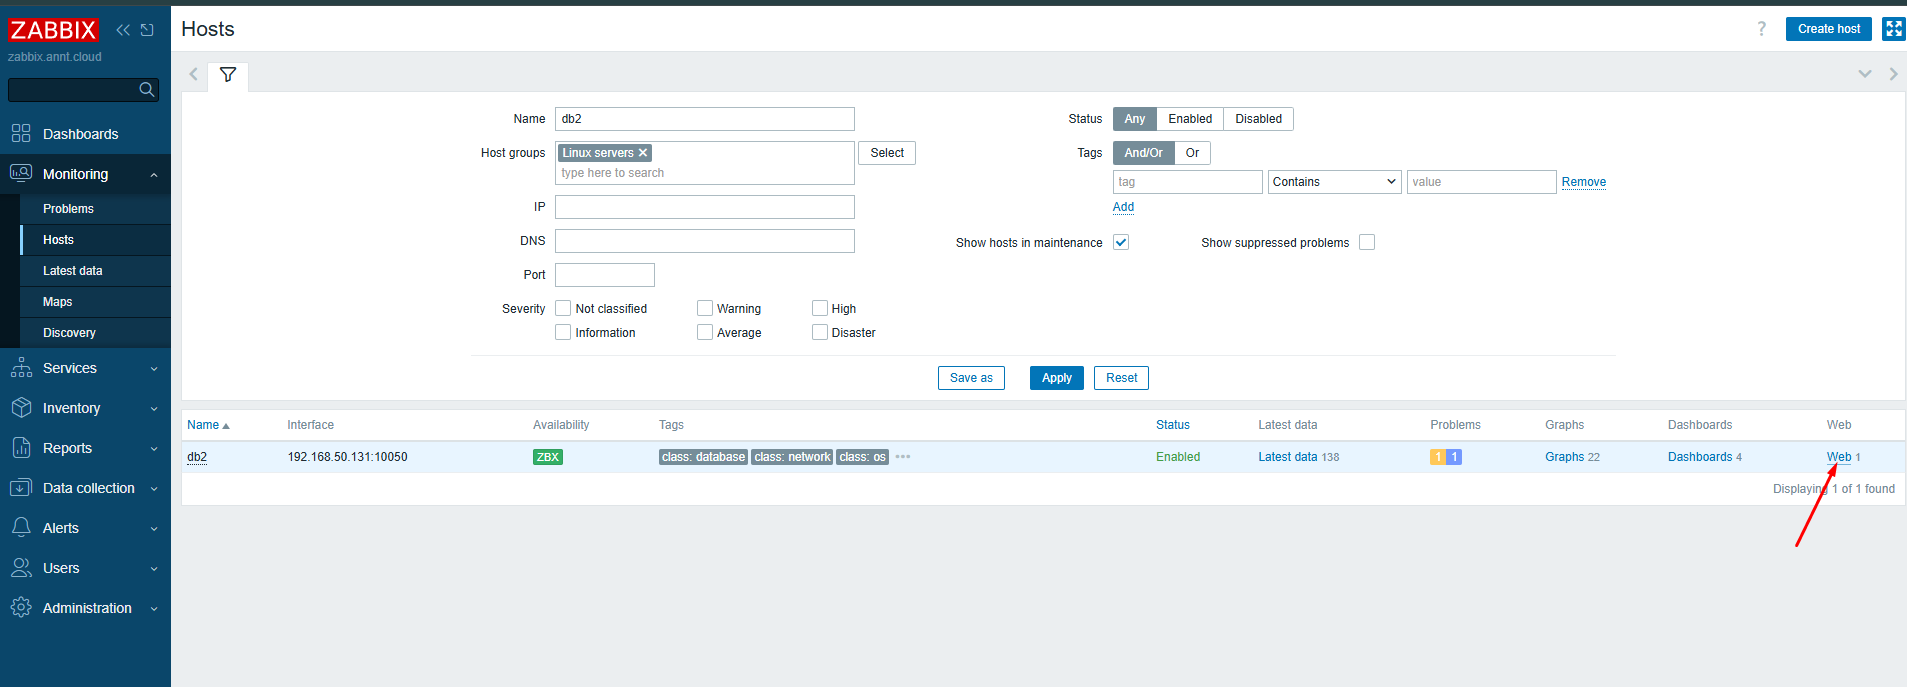 ZABBIX
zabbix.annt.cloud
Dashboards
Monitoring
Problems
Hosts
Latest data
Maps
Discovery
Services
Inventory
Reports
Data collection
Alerts
Users
Administration
Hosts
? Create host
Name db2
Host groups Linux servers ✕ Select
type here to search
IP
DNS
Port
Severity Not classified Warning High
Information Average Disaster
Status Any Enabled Disabled
Tags And/Or Or
tag Contains value Remove
Add
Show hosts in maintenance Show suppressed problems
Save as Apply Reset
Name Interface Availability Tags Status Latest data Problems Graphs Dashboards Web
db2 192.168.50.131:10050 ZBX class: database class: network class: os ••• Enabled Latest data 138 1 1 Graphs 22 Dashboards 4 Web 1
Displaying 1 of 1 found